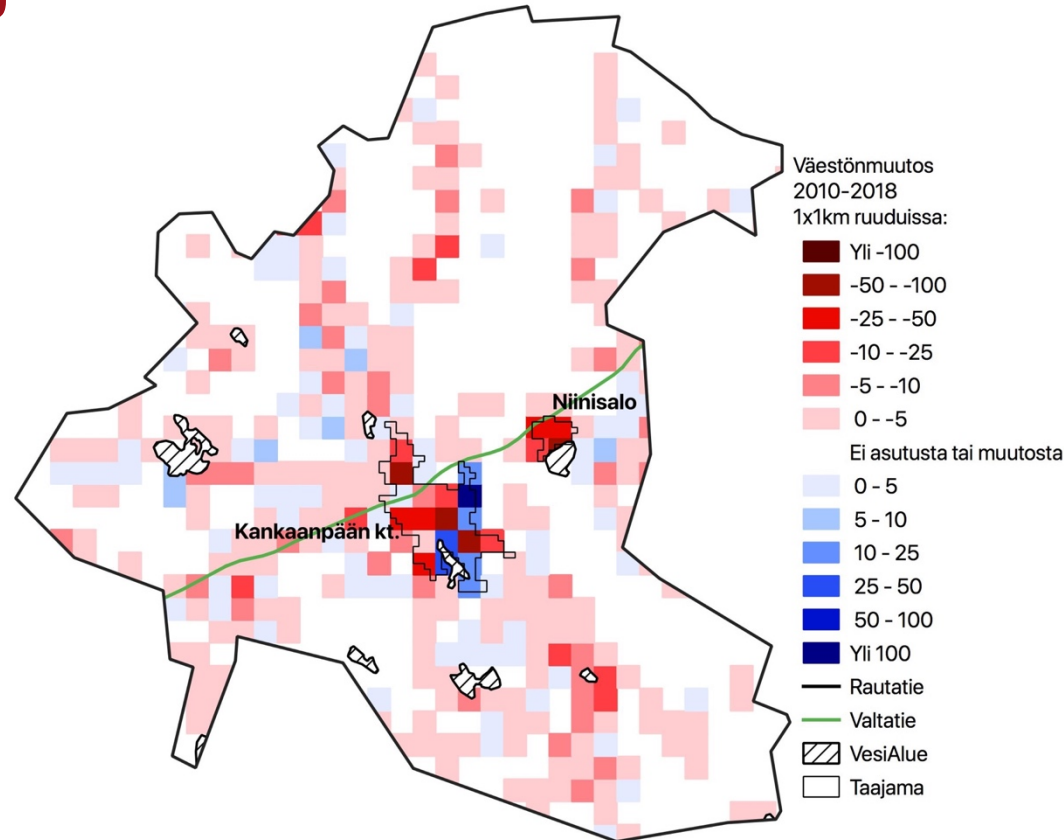 Väestönmuutos
2010-2018
1x1km ruuduissa:
Yli -100
-50 - -100
-25 - -50
-10 - -25
-5 - -10
0 - -5
Ei asutusta tai muutosta
0 - 5
5 - 10
10 - 25
25 - 50
50 - 100
Yli 100
Rautatie
Valtatie
VesiAlue
Taajama
Niinisalo
Kankaanpään kt.